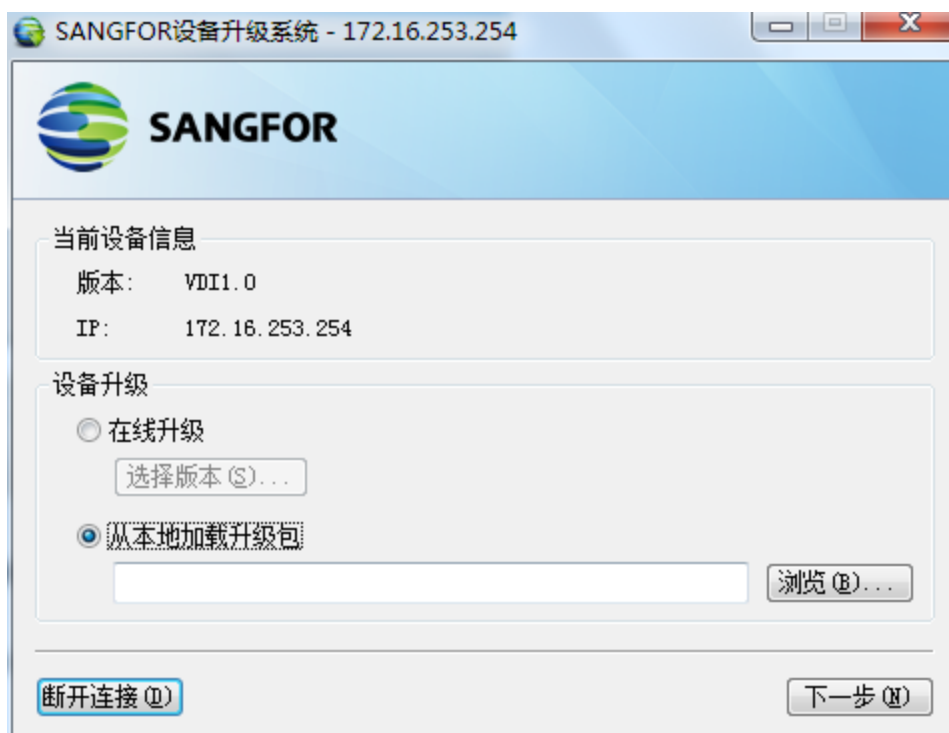 SANGFOR设备升级系统 - 172.16.253.254
SANGFOR
当前设备信息
版本: VDI1.0
IP: 172.16.253.254
设备升级
在线升级
选择版本(S)...
从本地加载升级包
浏览(B)...
断开连接(D)
下一步(N)